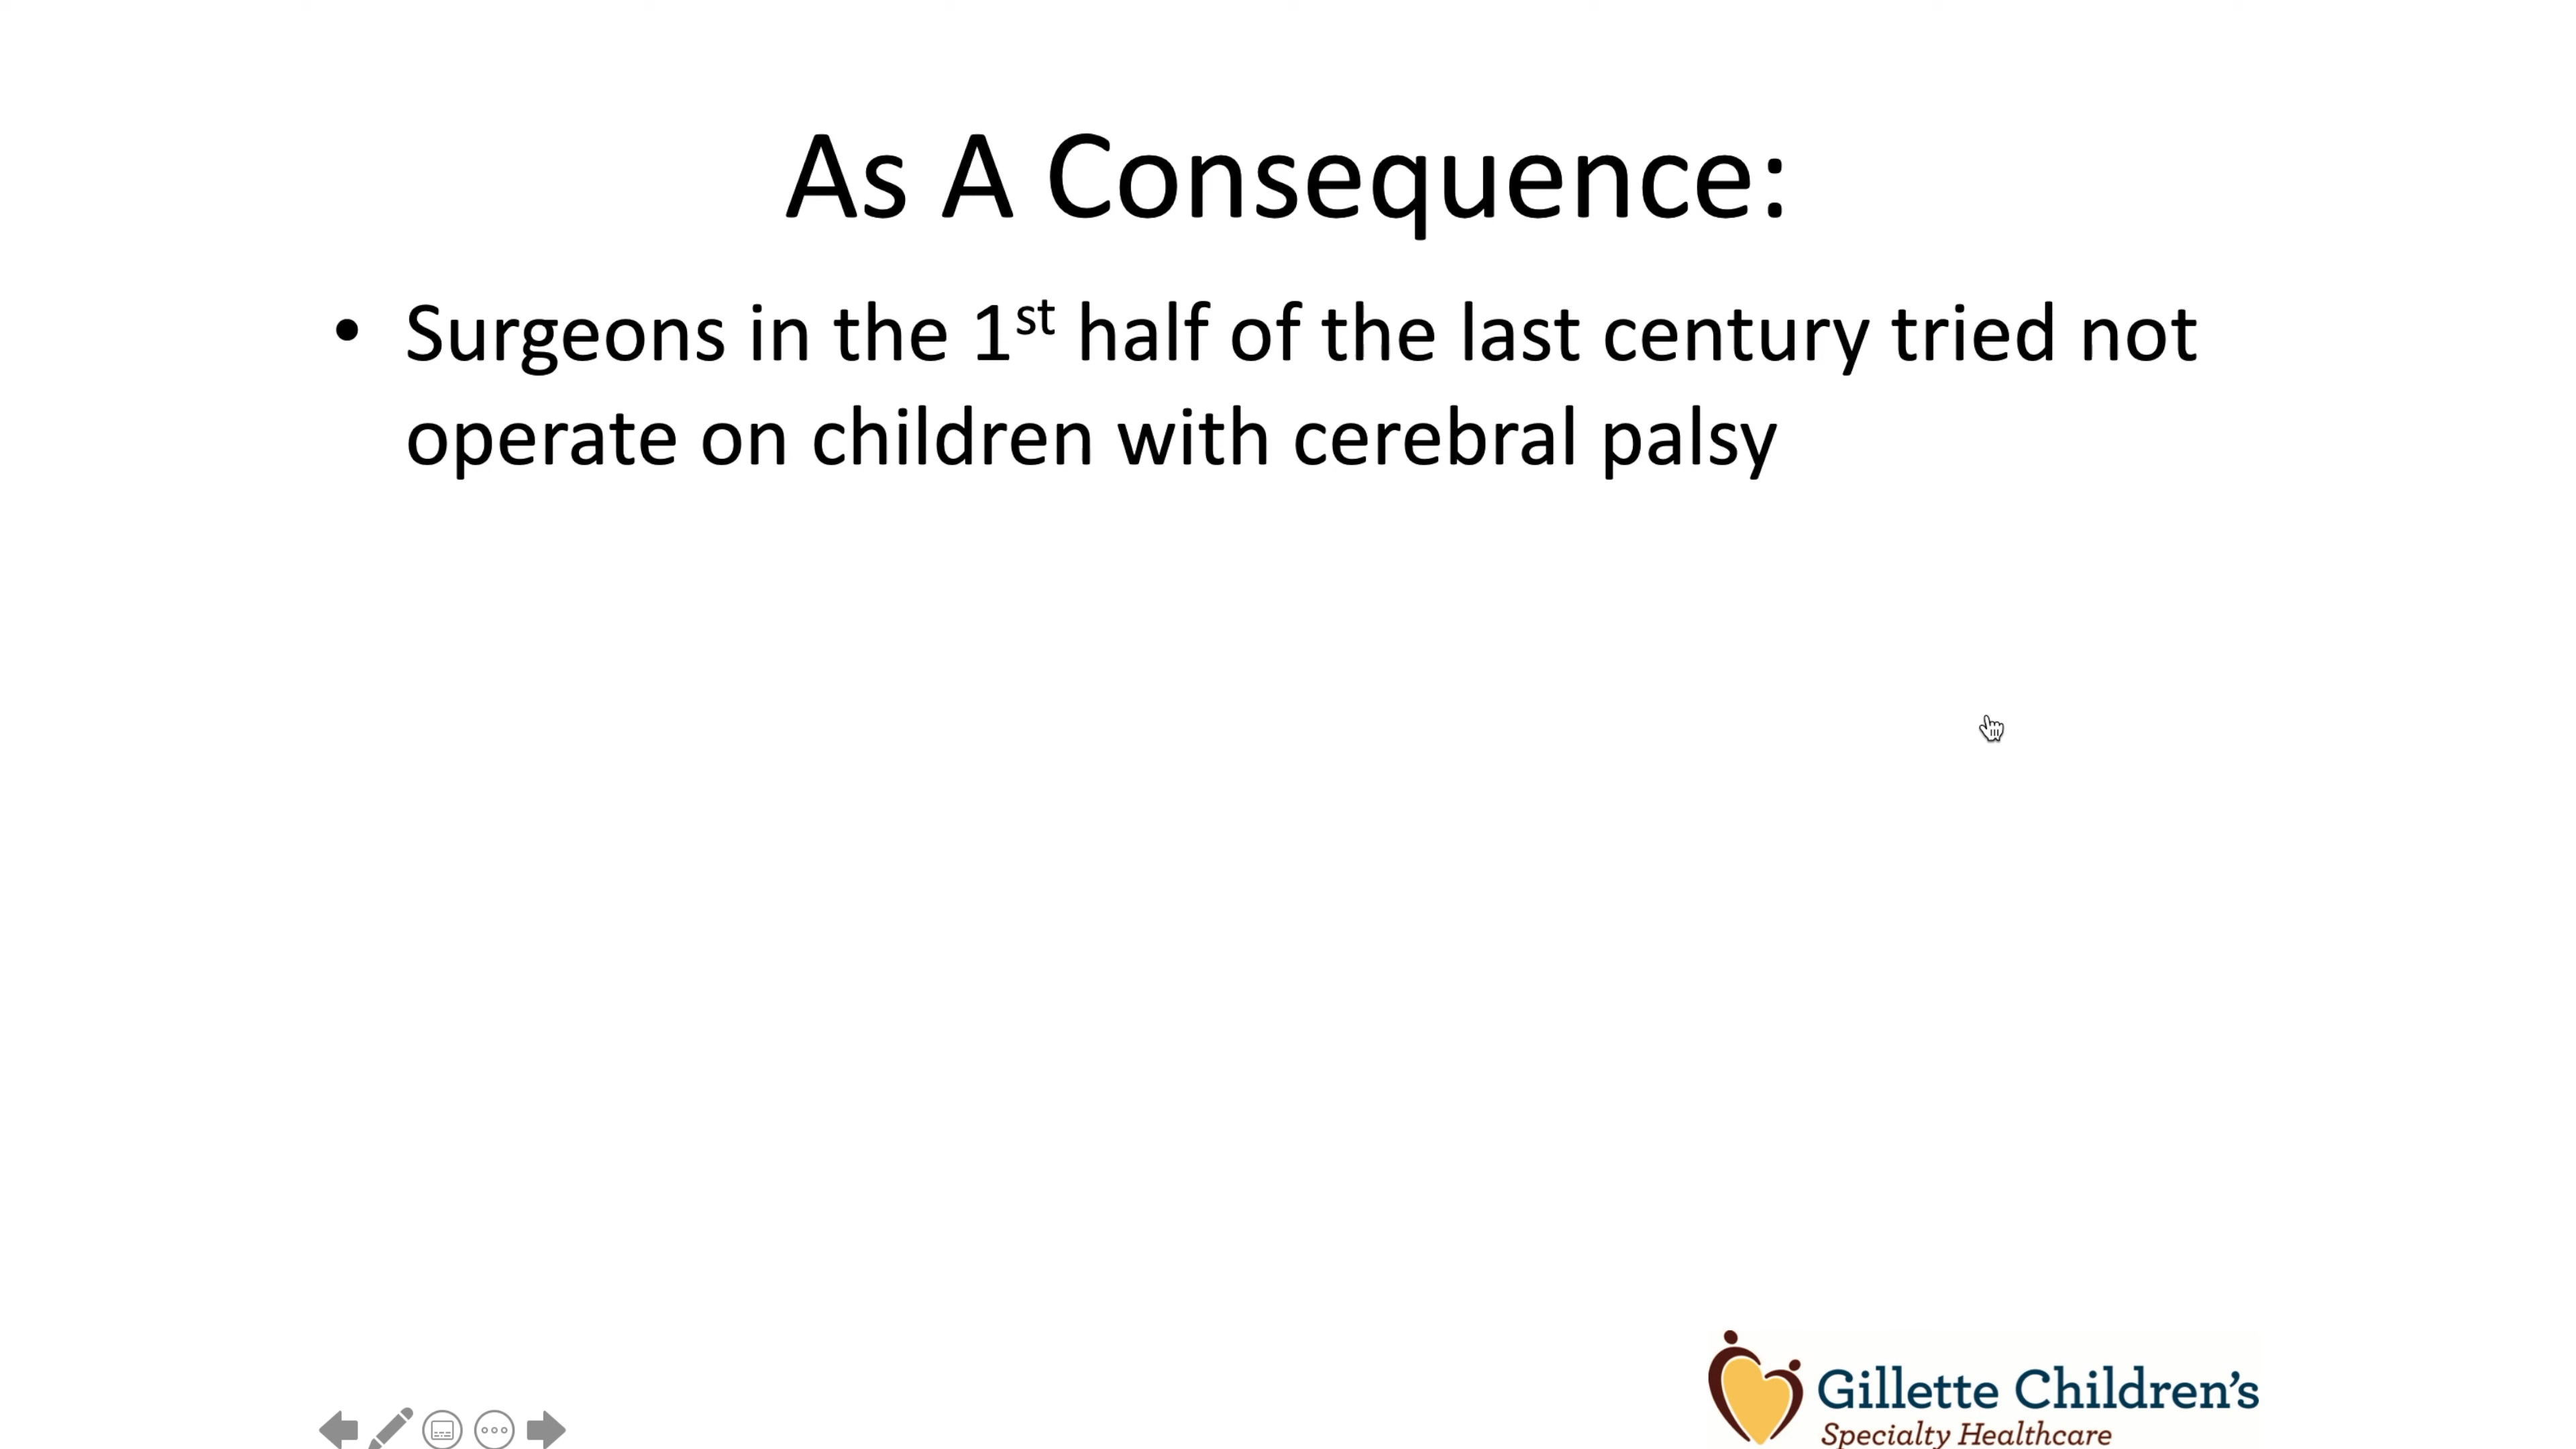 As A Consequence:
• Surgeons in the 1st half of the last century tried not
operate on children with cerebral palsy
Gillette Children's
Specialty Healthcare